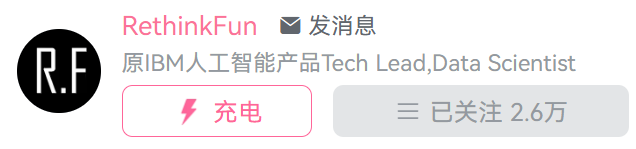 R.F
RethinkFun 发消息
原IBM人工智能产品Tech Lead,Data Scientist
充电 已关注 2.6万